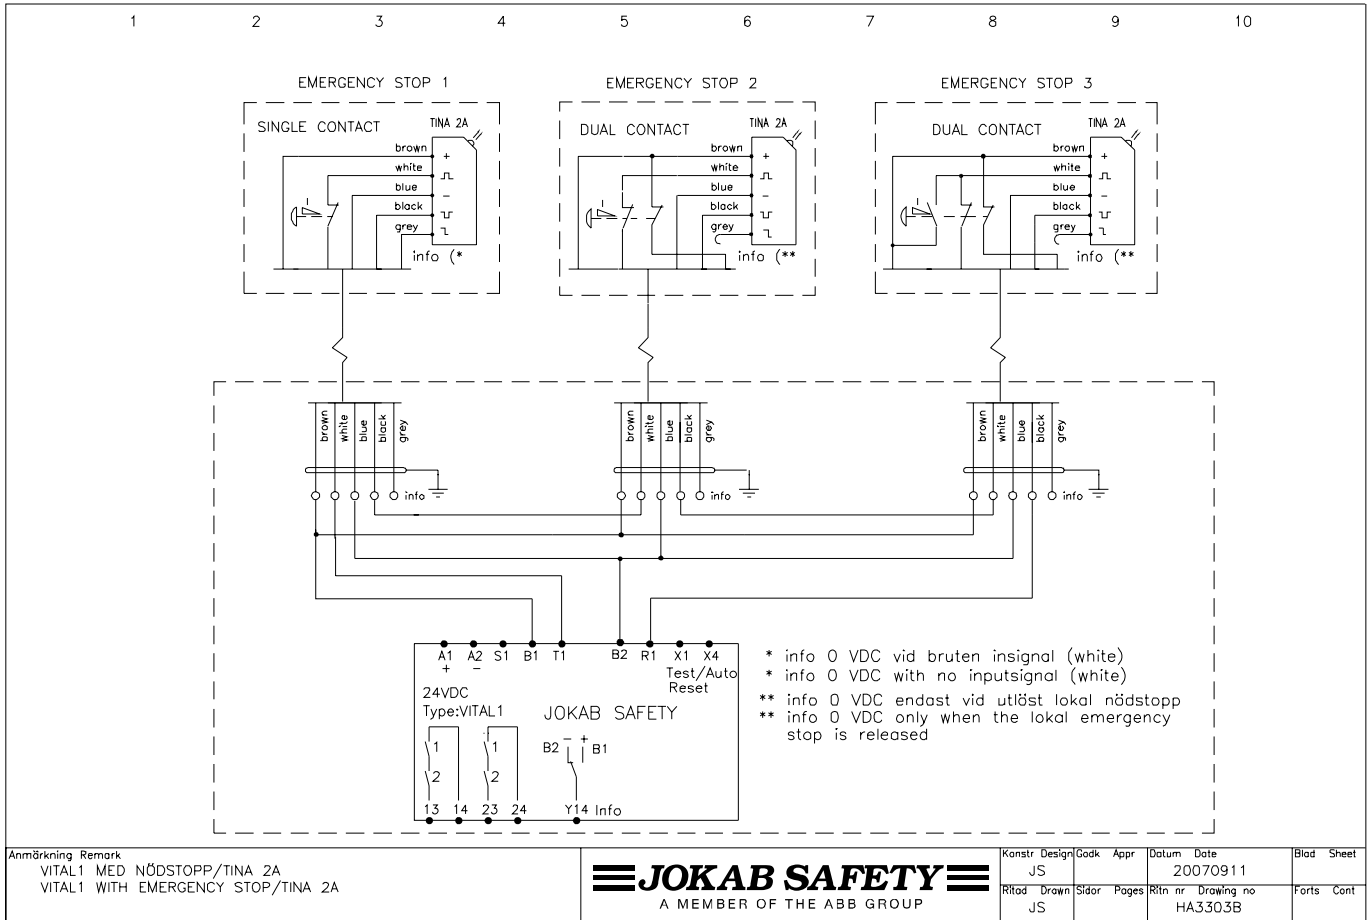 1 2 3 4 5 6 7 8 9 10
EMERGENCY STOP 1
SINGLE CONTACT
TINA 2A
brown +
white
blue -
black
grey
info (*
EMERGENCY STOP 2
DUAL CONTACT
TINA 2A
brown +
white
blue -
black
grey
info (**
EMERGENCY STOP 3
DUAL CONTACT
TINA 2A
brown +
white
blue -
black
grey
info (**
brown
white
blue
black
grey
info
brown
white
blue
black
grey
info
brown
white
blue
black
grey
info
A1 A2 S1 B1 T1 B2 R1 X1 X4
+ -
Test/Auto
Reset
24VDC
Type:VITAL1
JOKAB SAFETY
1 1
2 2
B2 - + B1
13 14 23 24 Y14 Info
* info 0 VDC vid bruten insignal (white)
* info 0 VDC with no inputsignal (white)
** info 0 VDC endast vid utlöst lokal nödstopp
** info 0 VDC only when the lokal emergency
stop is released
Anmärkning Remark
VITAL1 MED NÖDSTOPP/TINA 2A
VITAL1 WITH EMERGENCY STOP/TINA 2A
JOKAB SAFETY
A MEMBER OF THE ABB GROUP
Konstr Design Godk Appr Datum Date Blad Sheet
JS 20070911
Ritad Drawn Sidor Pages Ritn nr Drawing no Forts Cont
JS HA3303B